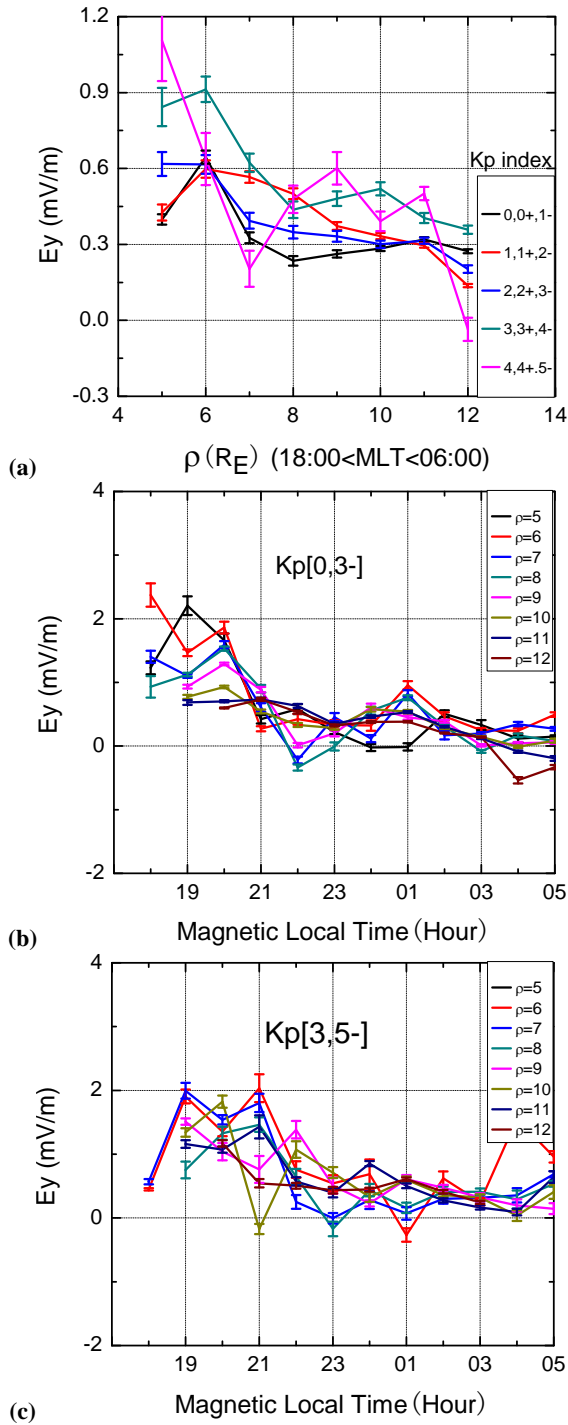 1.2
0.9
0.6
0.3
0.0
-0.3
Ey (mV/m)
Kp index
0,0+,1-
1,1+,2-
2,2+,3-
3,3+,4-
4,4+.5-
4 6 8 10 12 14
(a) ρ (RE) (18:00<MLT<06:00)
4
2
0
-2
Ey (mV/m)
Kp[0,3-]
ρ=5
ρ=6
ρ=7
ρ=8
ρ=9
ρ=10
ρ=11
ρ=12
19 21 23 01 03 05
(b) Magnetic Local Time (Hour)
4
2
0
-2
Ey (mV/m)
Kp[3,5-]
ρ=5
ρ=6
ρ=7
ρ=8
ρ=9
ρ=10
ρ=11
ρ=12
19 21 23 01 03 05
(c) Magnetic Local Time (Hour)